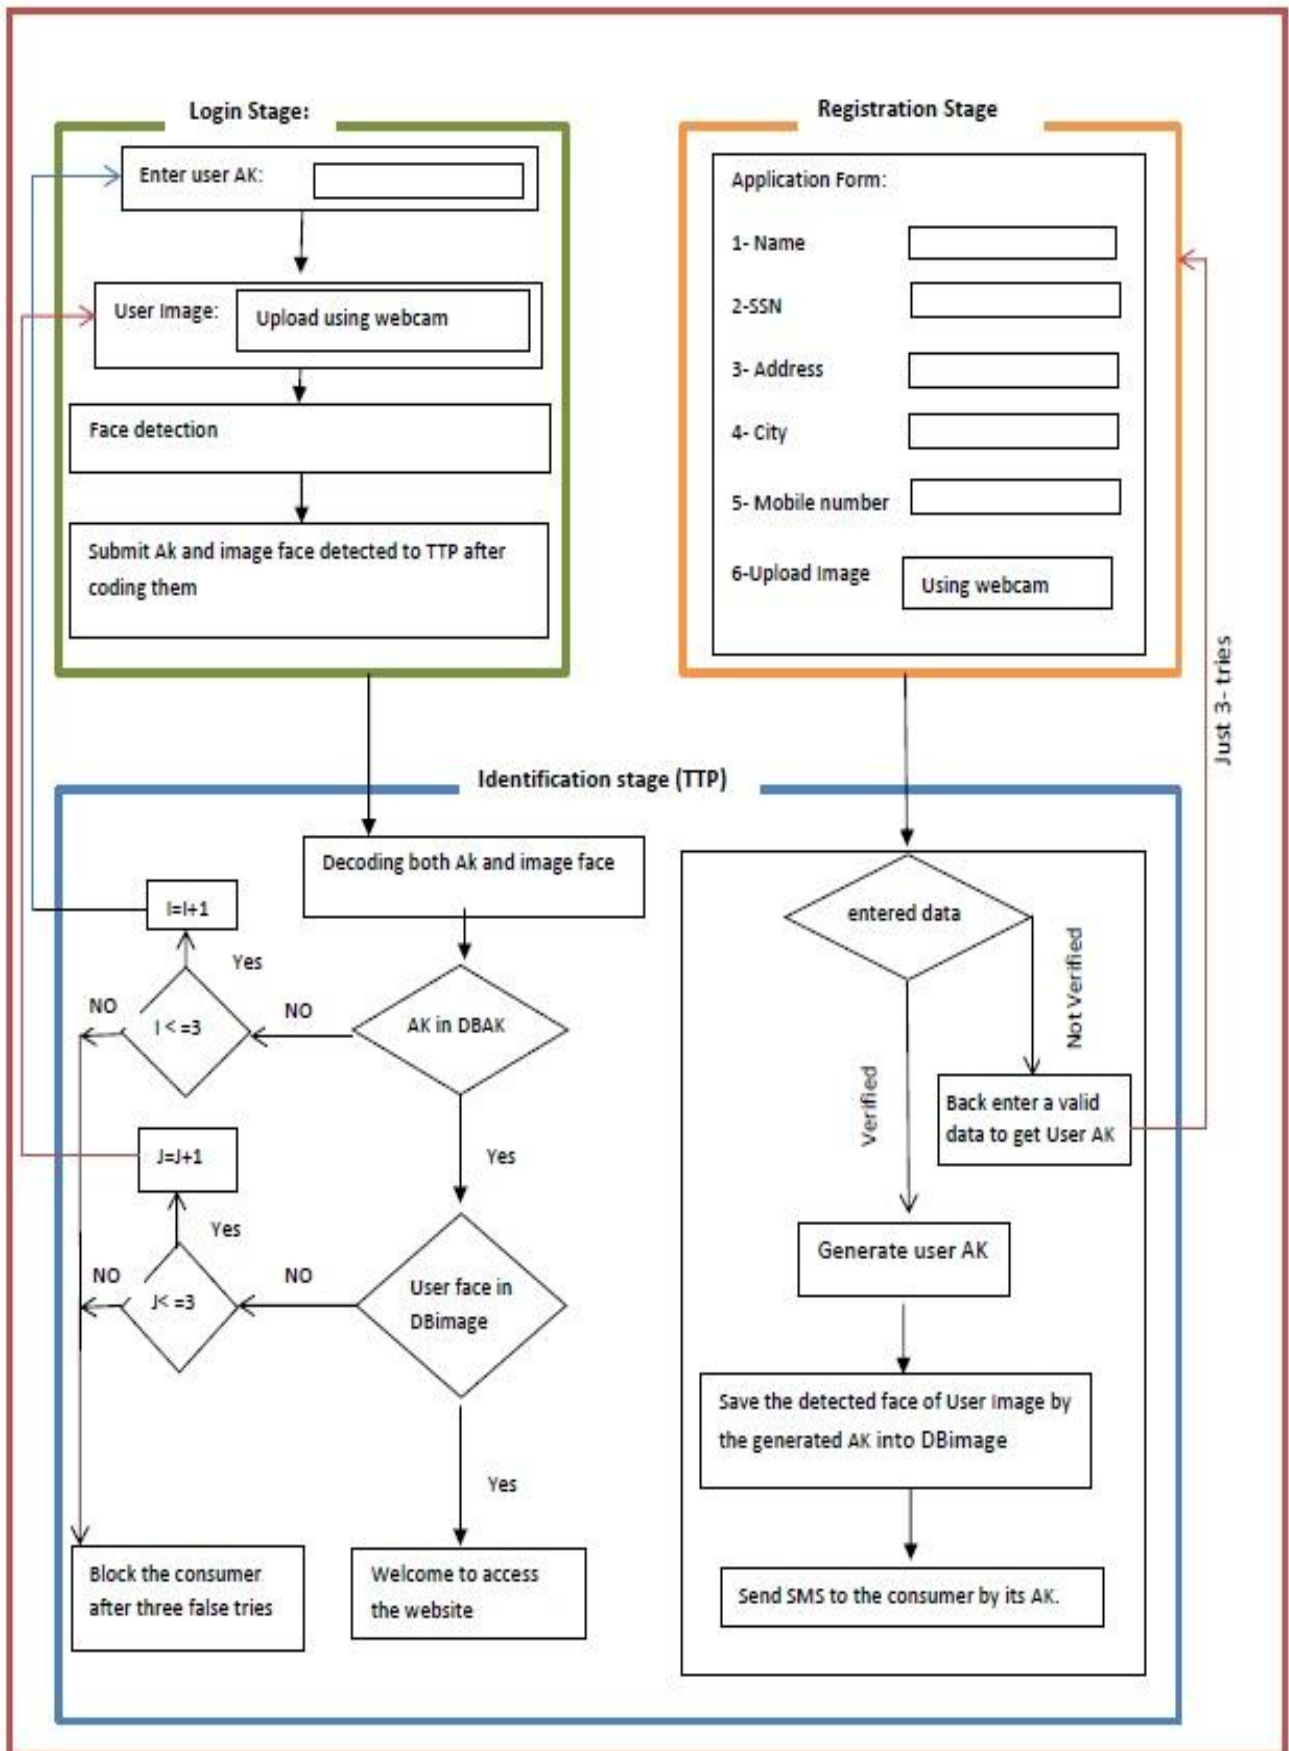 Login Stage:
Enter user AK:
User Image:
Upload using webcam
Face detection
Submit Ak and image face detected to TTP after
coding them
Registration Stage
Application Form:
1- Name
2-SSN
3- Address
4- City
5- Mobile number
6-Upload Image
Using webcam
Just 3- tries
Identification stage (TTP)
Decoding both Ak and image face
I=I+1
Yes
NO
I < =3
NO
AK in DBAK
J=J+1
Yes
Yes
NO
J< =3
NO
User face in
DBimage
Yes
Block the consumer
after three false tries
Welcome to access
the website
entered data
Not Verified
Verified
Back enter a valid
data to get User AK
Generate user AK
Save the detected face of User Image by
the generated AK into DBimage
Send SMS to the consumer by its AK.